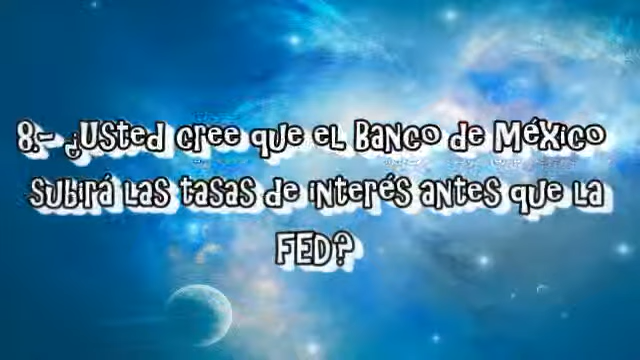 8.- ¿Usted cree que el Banco de México
subirá las tasas de interés antes que la
FED?